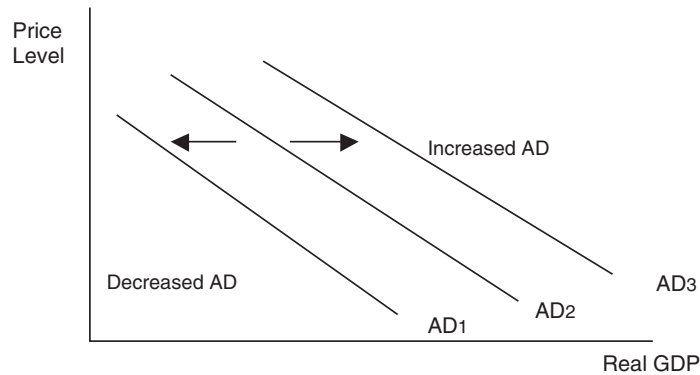 Price
Level
Increased AD
Decreased AD
AD3
AD2
AD1
Real GDP